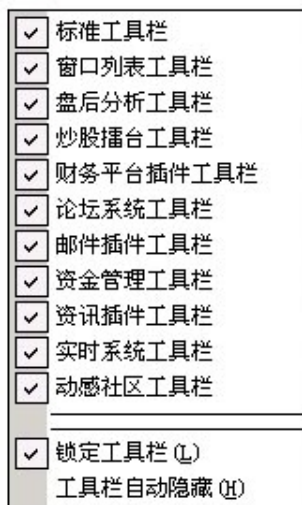 标准工具栏
窗口列表工具栏
盘后分析工具栏
炒股擂台工具栏
财务平台插件工具栏
论坛系统工具栏
邮件插件工具栏
资金管理工具栏
资讯插件工具栏
实时系统工具栏
动感社区工具栏
锁定工具栏(L)
工具栏自动隐藏(H)